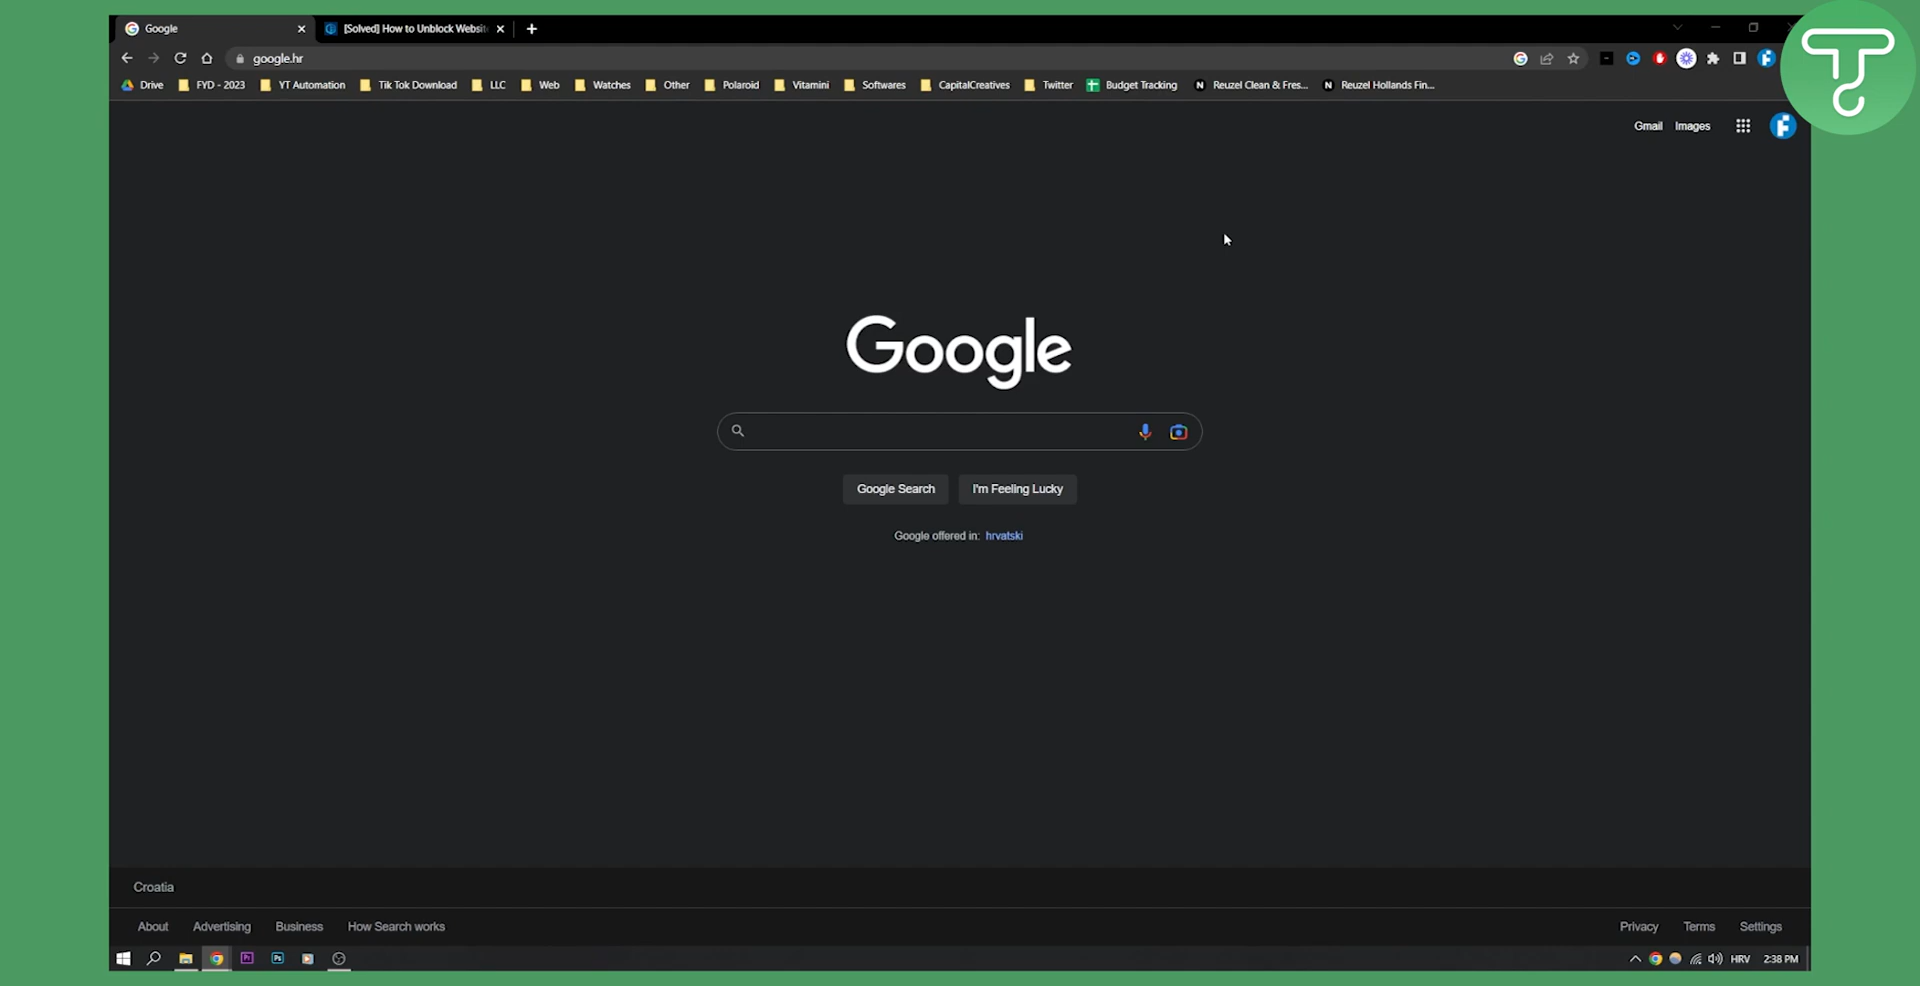 Google
[Solved] How to Unblock Websit
google.hr
Drive FYD - 2023 YT Automation Tik Tok Download LLC Web Watches Other Polaroid Vitamini Softwares CapitalCreatives Twitter Budget Tracking N Reuzel Clean & Fres... N Reuzel Hollands Fin...
Gmail Images
Google
Google Search I'm Feeling Lucky
Google offered in: hrvatski
Croatia
About Advertising Business How Search works Privacy Terms Settings
Pr Ps HRV 2:38 PM